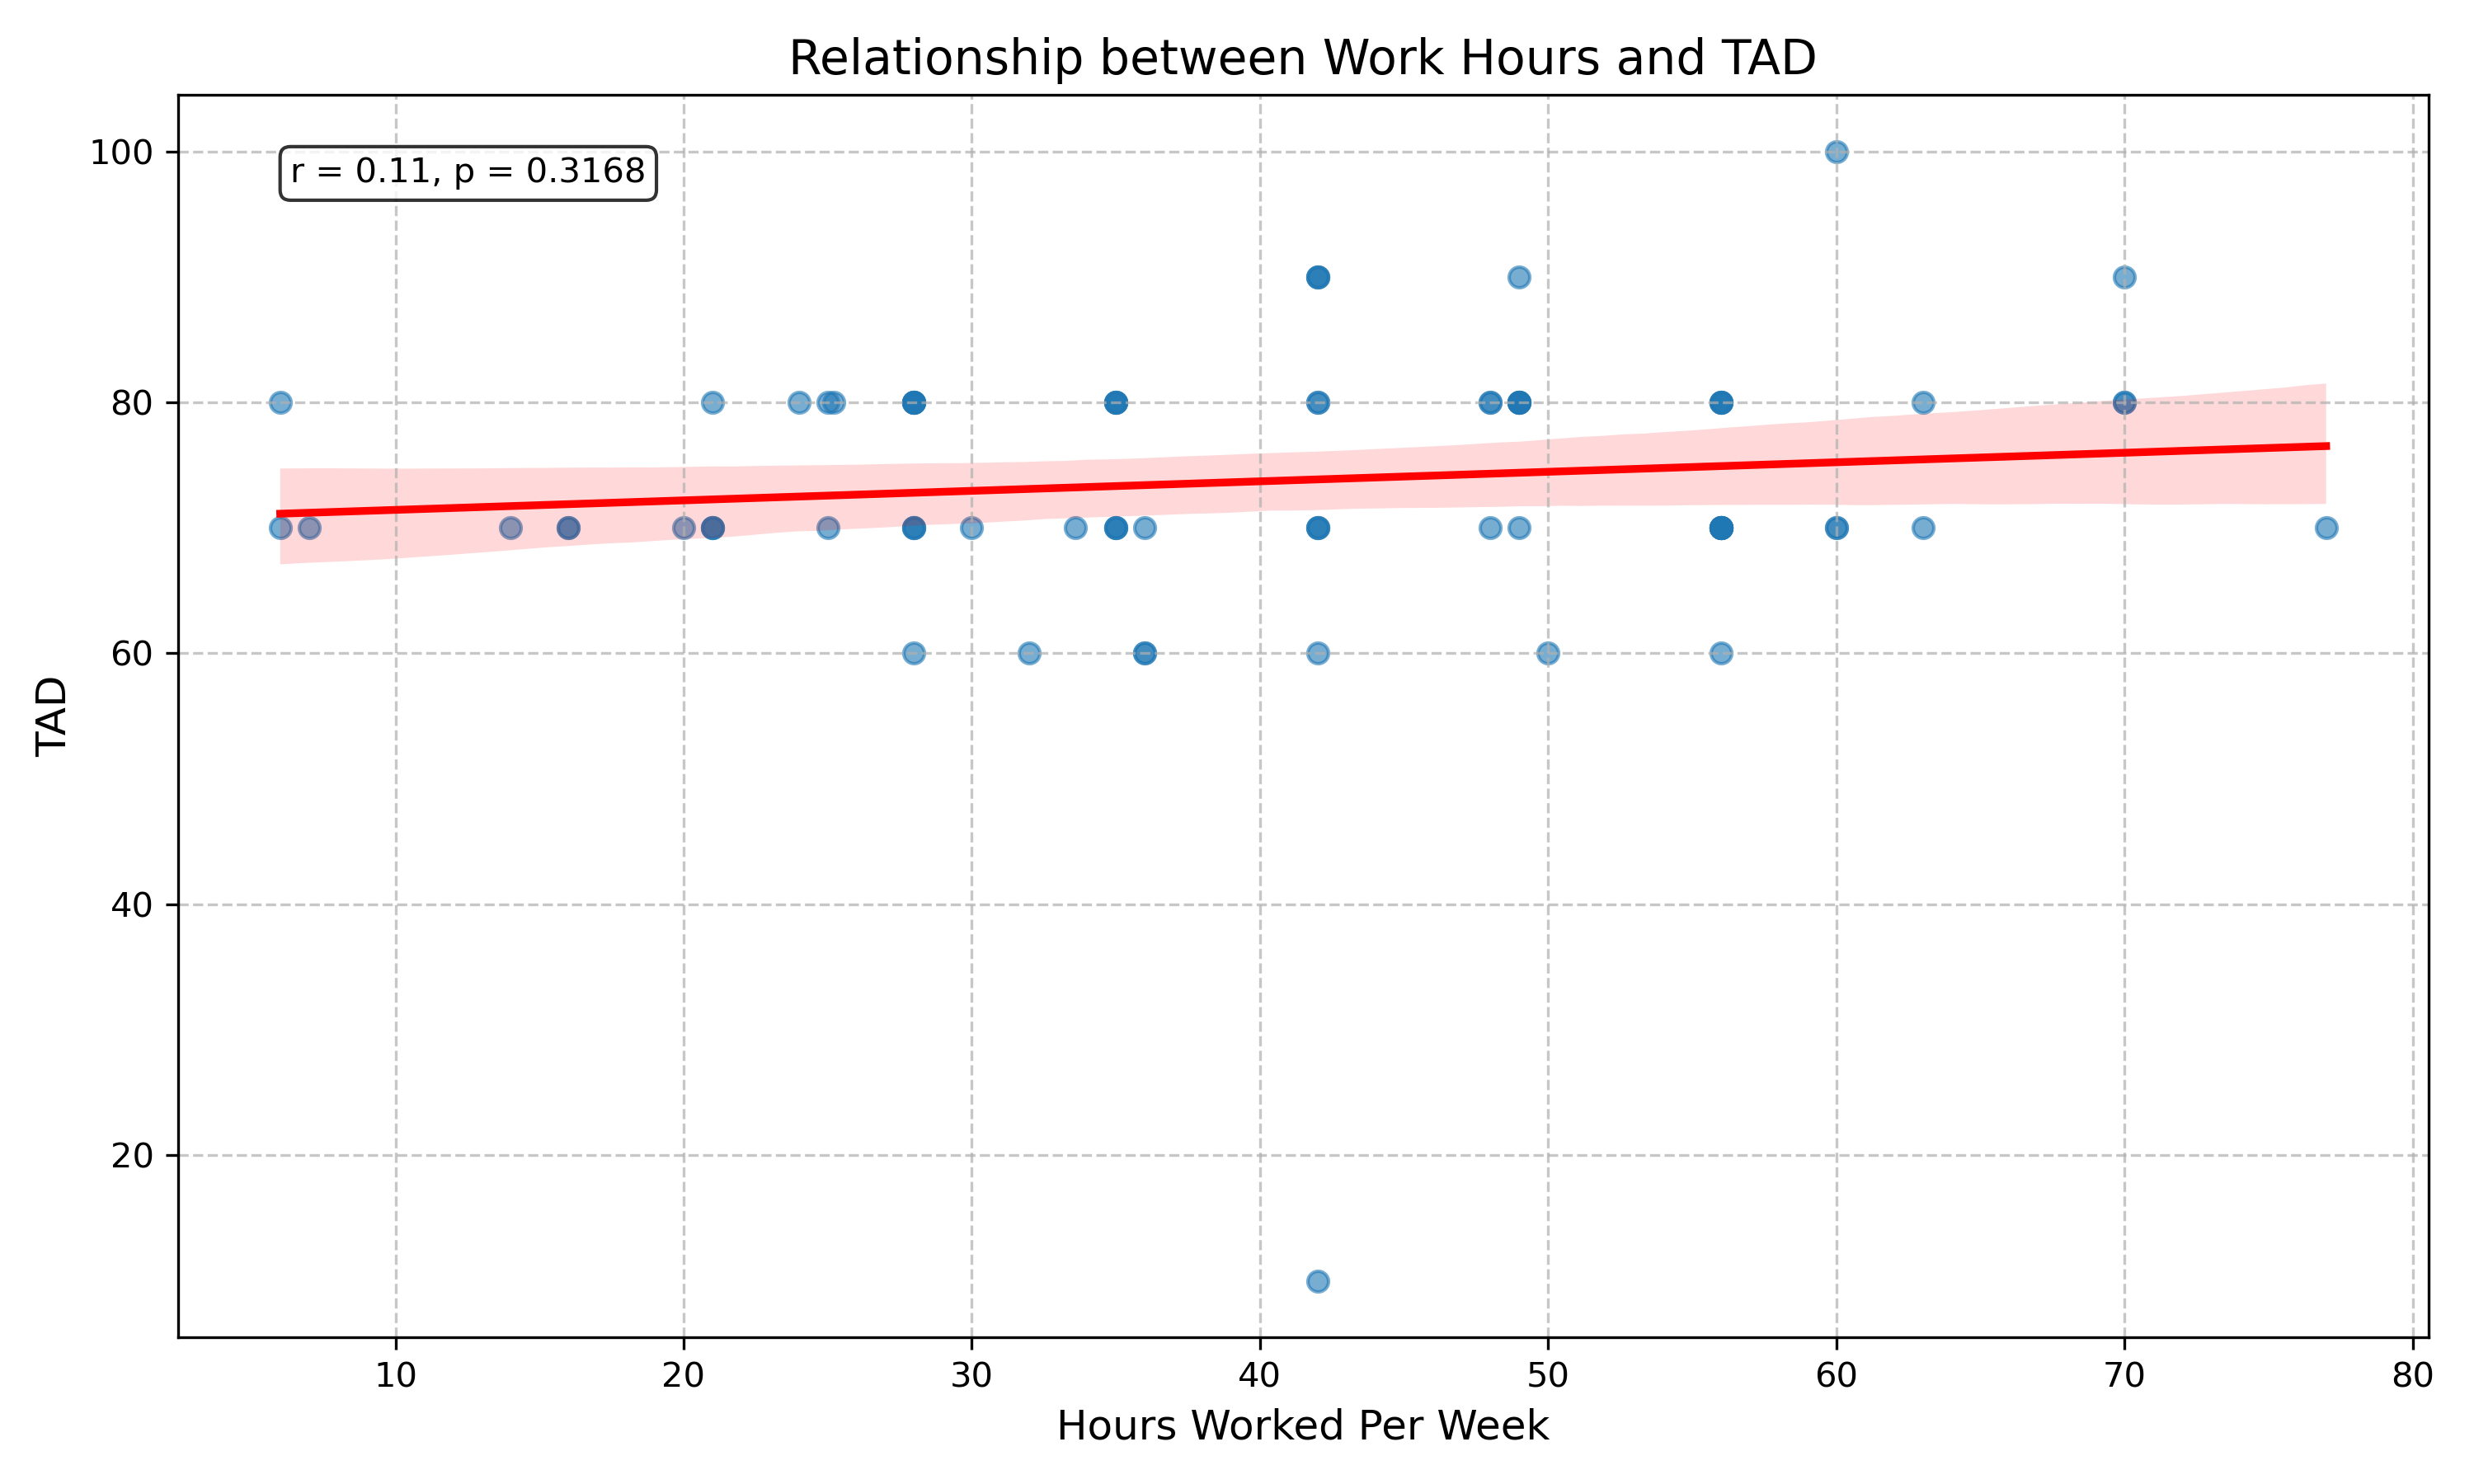 Relationship between Work Hours and TAD
r = 0.11, p = 0.3168
100
80
60
40
20
TAD
10 20 30 40 50 60 70 80
Hours Worked Per Week